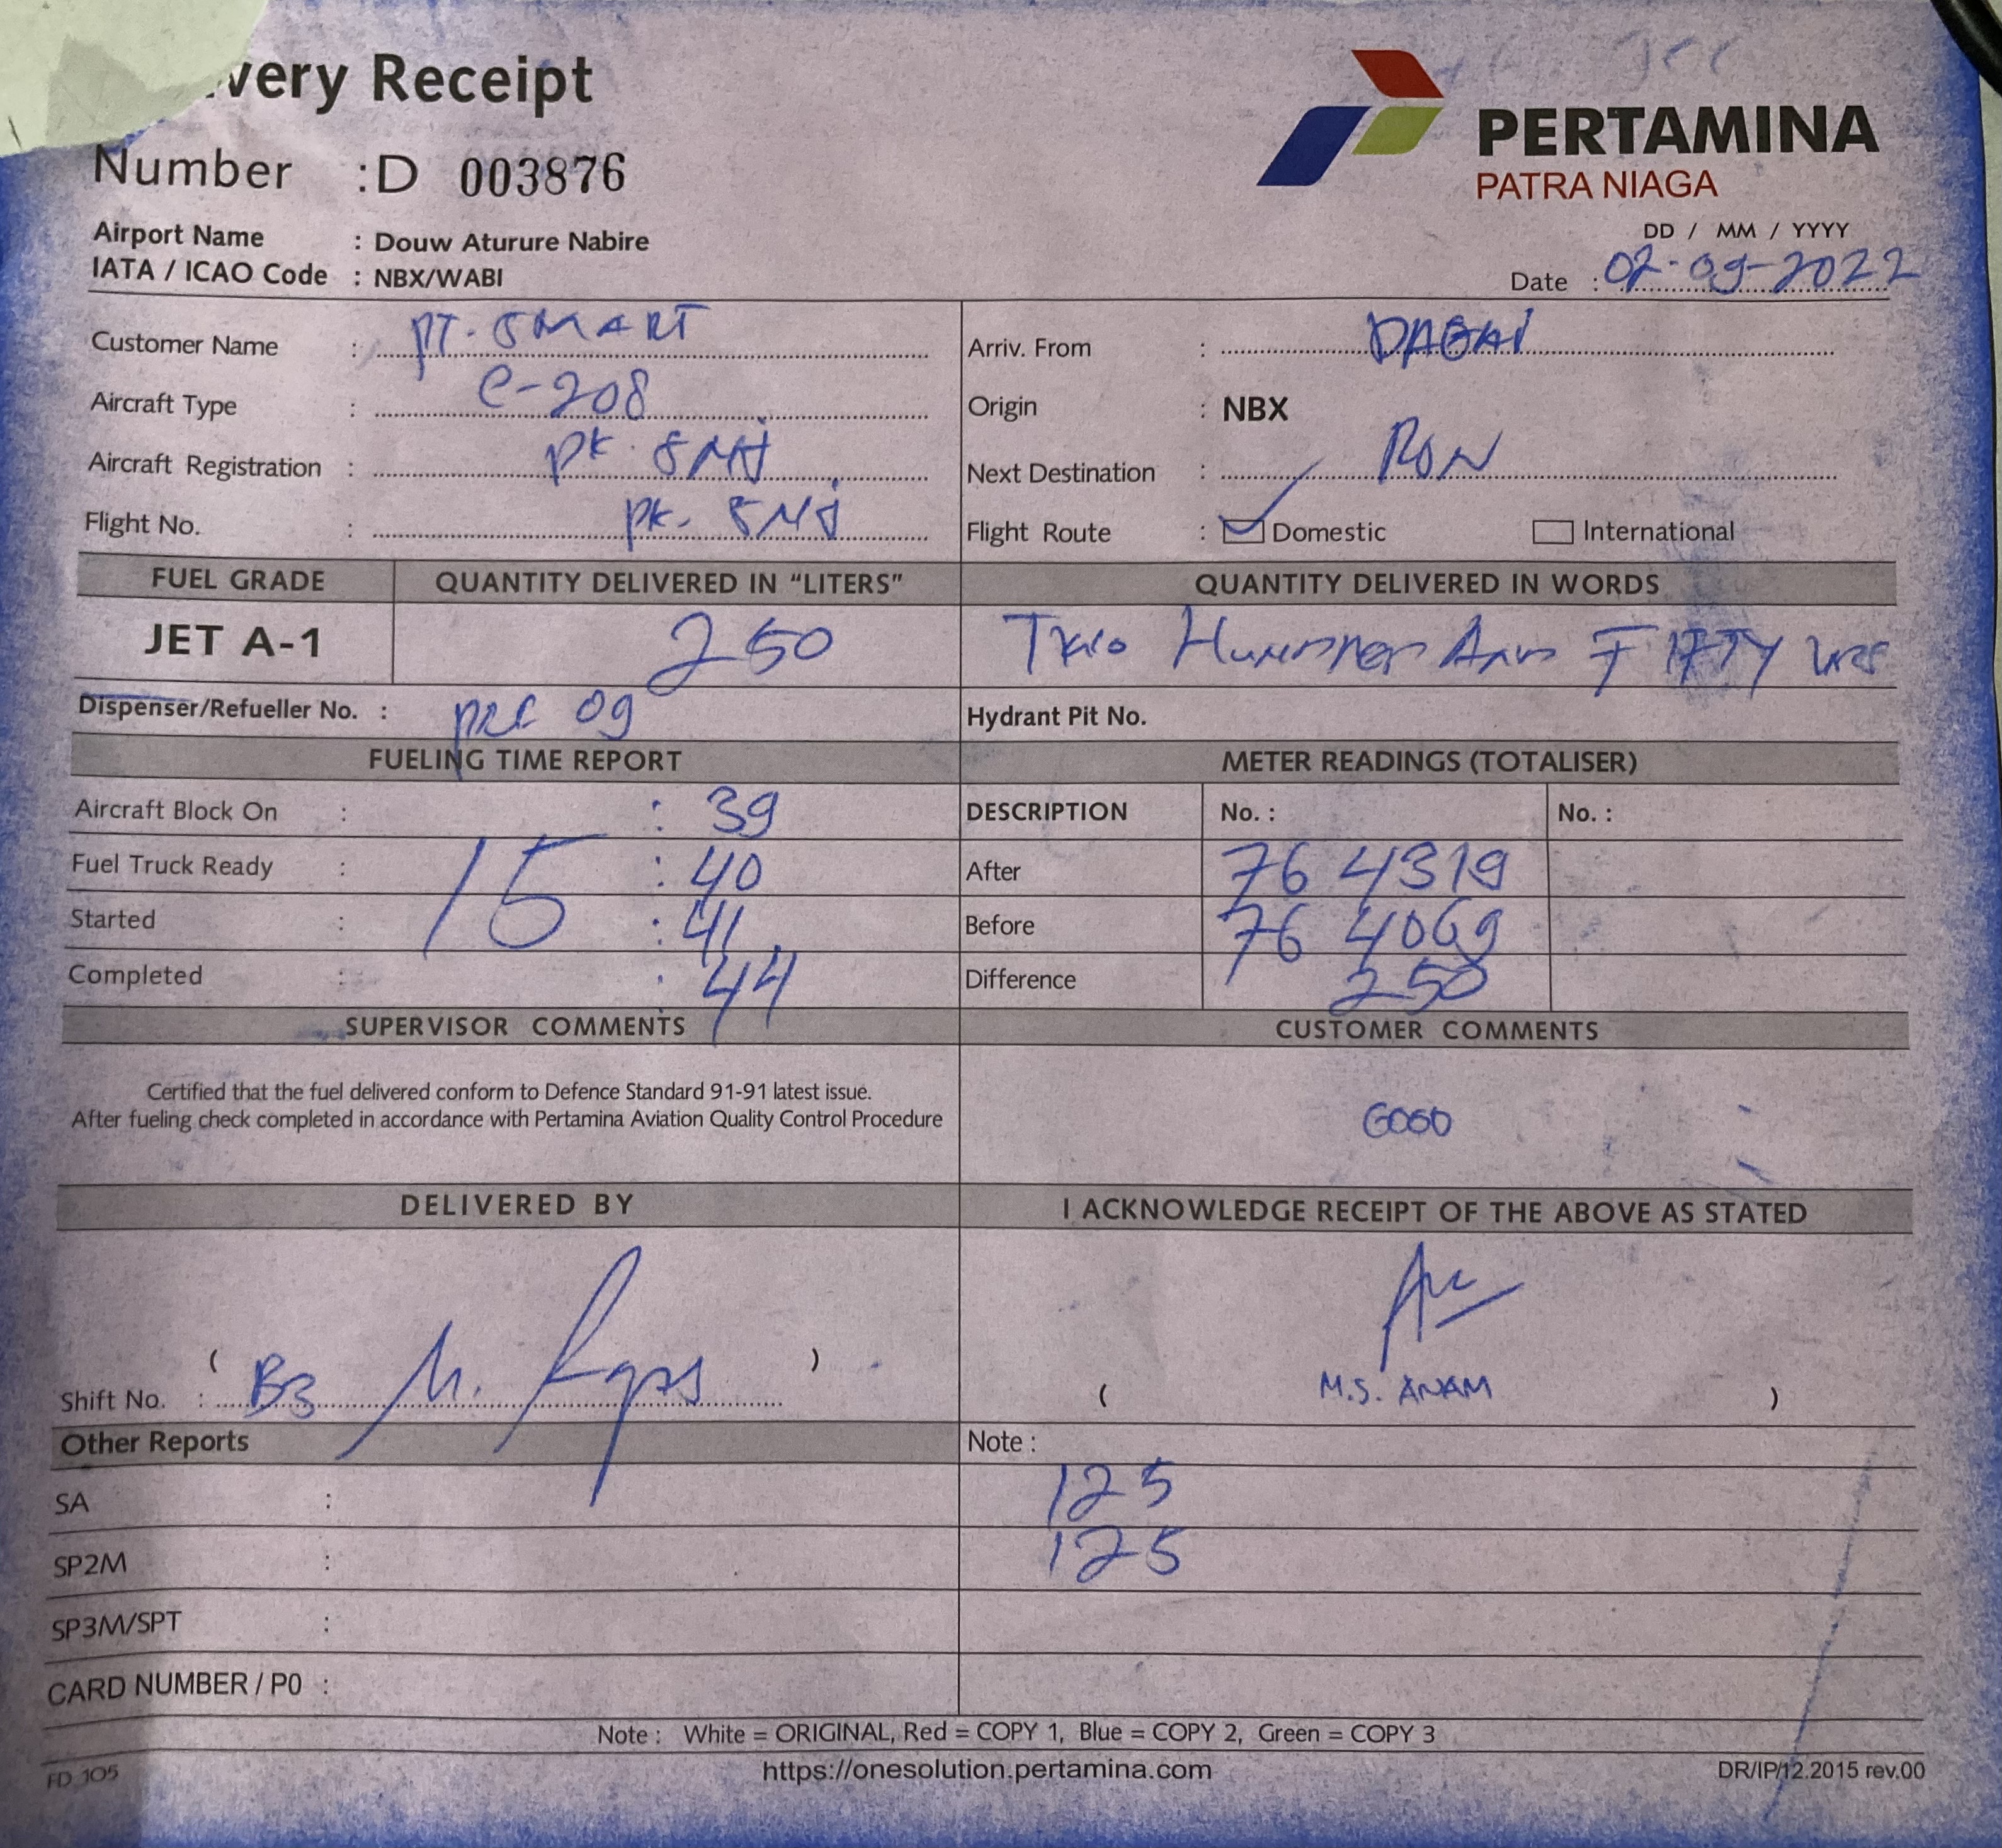 very Receipt
PERTAMINA
PATRA NIAGA
Number : D 003876
Airport Name : Douw Aturure Nabire
IATA / ICAO Code : NBX/WABI
DD / MM / YYYY
Date : 02-09-2022
Customer Name : PT. SMART
Arriv. From :
Aircraft Type : C-208
Origin : NBX
Aircraft Registration : PK.
Next Destination : RON
Flight No. : PK.
Flight Route : Domestic International
FUEL GRADE QUANTITY DELIVERED IN “LITERS” QUANTITY DELIVERED IN WORDS
JET A-1 250 Two Hundred And FIFTY
Dispenser/Refueller No. : 09
Hydrant Pit No.
FUELING TIME REPORT METER READINGS (TOTALISER)
Aircraft Block On : : 39
DESCRIPTION No. : No. :
Fuel Truck Ready : 15 : 40
After 76 4319
Started : : 41
Before 76 4069
Completed : : 44
Difference 250
SUPERVISOR COMMENTS CUSTOMER COMMENTS
Certified that the fuel delivered conform to Defence Standard 91-91 latest issue.
After fueling check completed in accordance with Pertamina Aviation Quality Control Procedure
GOOD
DELIVERED BY I ACKNOWLEDGE RECEIPT OF THE ABOVE AS STATED
( )
Shift No. : B3
( M.S. ANAM )
Other Reports Note :
SA : 125
SP2M : 125
SP3M/SPT :
CARD NUMBER / P0 :
Note : White = ORIGINAL, Red = COPY 1, Blue = COPY 2, Green = COPY 3
FD 105 https://onesolution.pertamina.com DR/IP/12.2015 rev.00